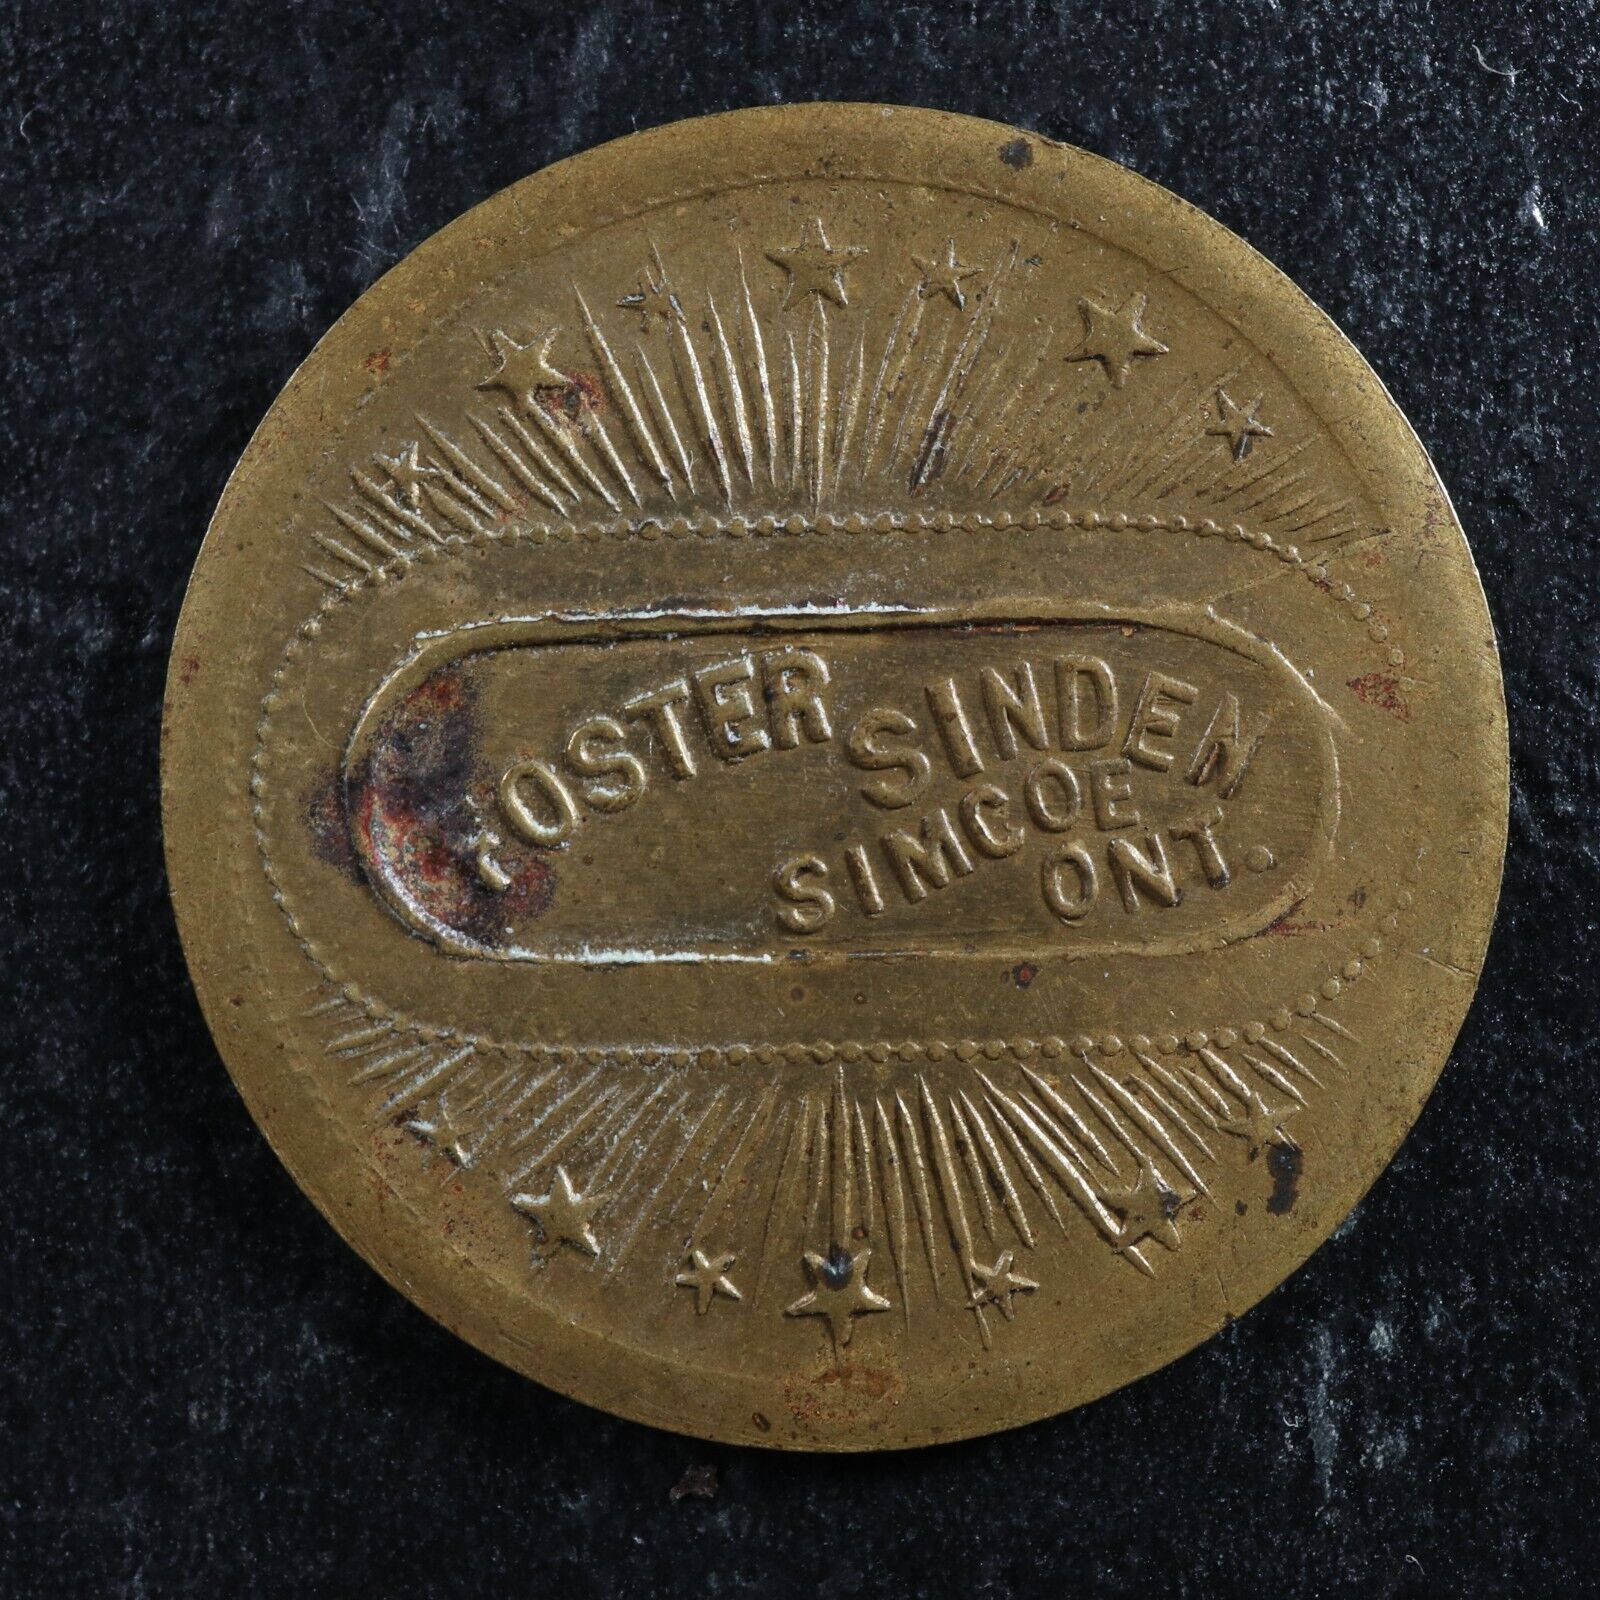 FOSTER SINDEN
SIMCOE
ONT.